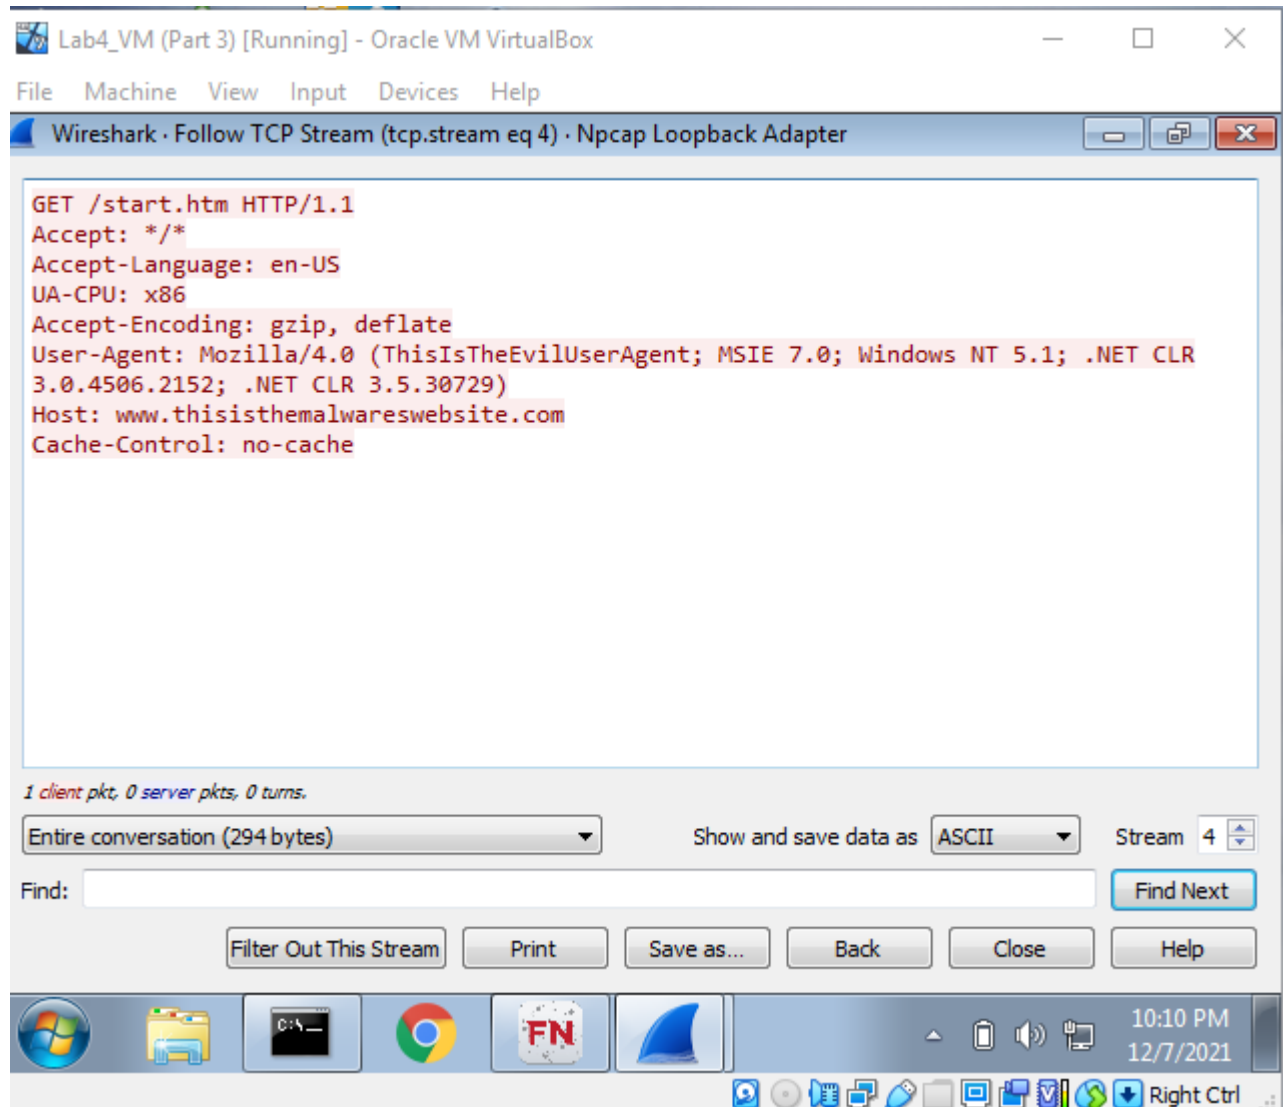 Lab4_VM (Part 3) [Running] - Oracle VM VirtualBox
File Machine View Input Devices Help
Wireshark · Follow TCP Stream (tcp.stream eq 4) · Npcap Loopback Adapter
GET /start.htm HTTP/1.1
Accept: */*
Accept-Language: en-US
UA-CPU: x86
Accept-Encoding: gzip, deflate
User-Agent: Mozilla/4.0 (ThisIsTheEvilUserAgent; MSIE 7.0; Windows NT 5.1; .NET CLR
3.0.4506.2152; .NET CLR 3.5.30729)
Host: www.thisisthemalwareswebsite.com
Cache-Control: no-cache
1 client pkt, 0 server pkts, 0 turns.
Entire conversation (294 bytes) Show and save data as ASCII Stream 4
Find: Find Next
Filter Out This Stream Print Save as... Back Close Help
C:\_ FN 10:10 PM
12/7/2021
Right Ctrl